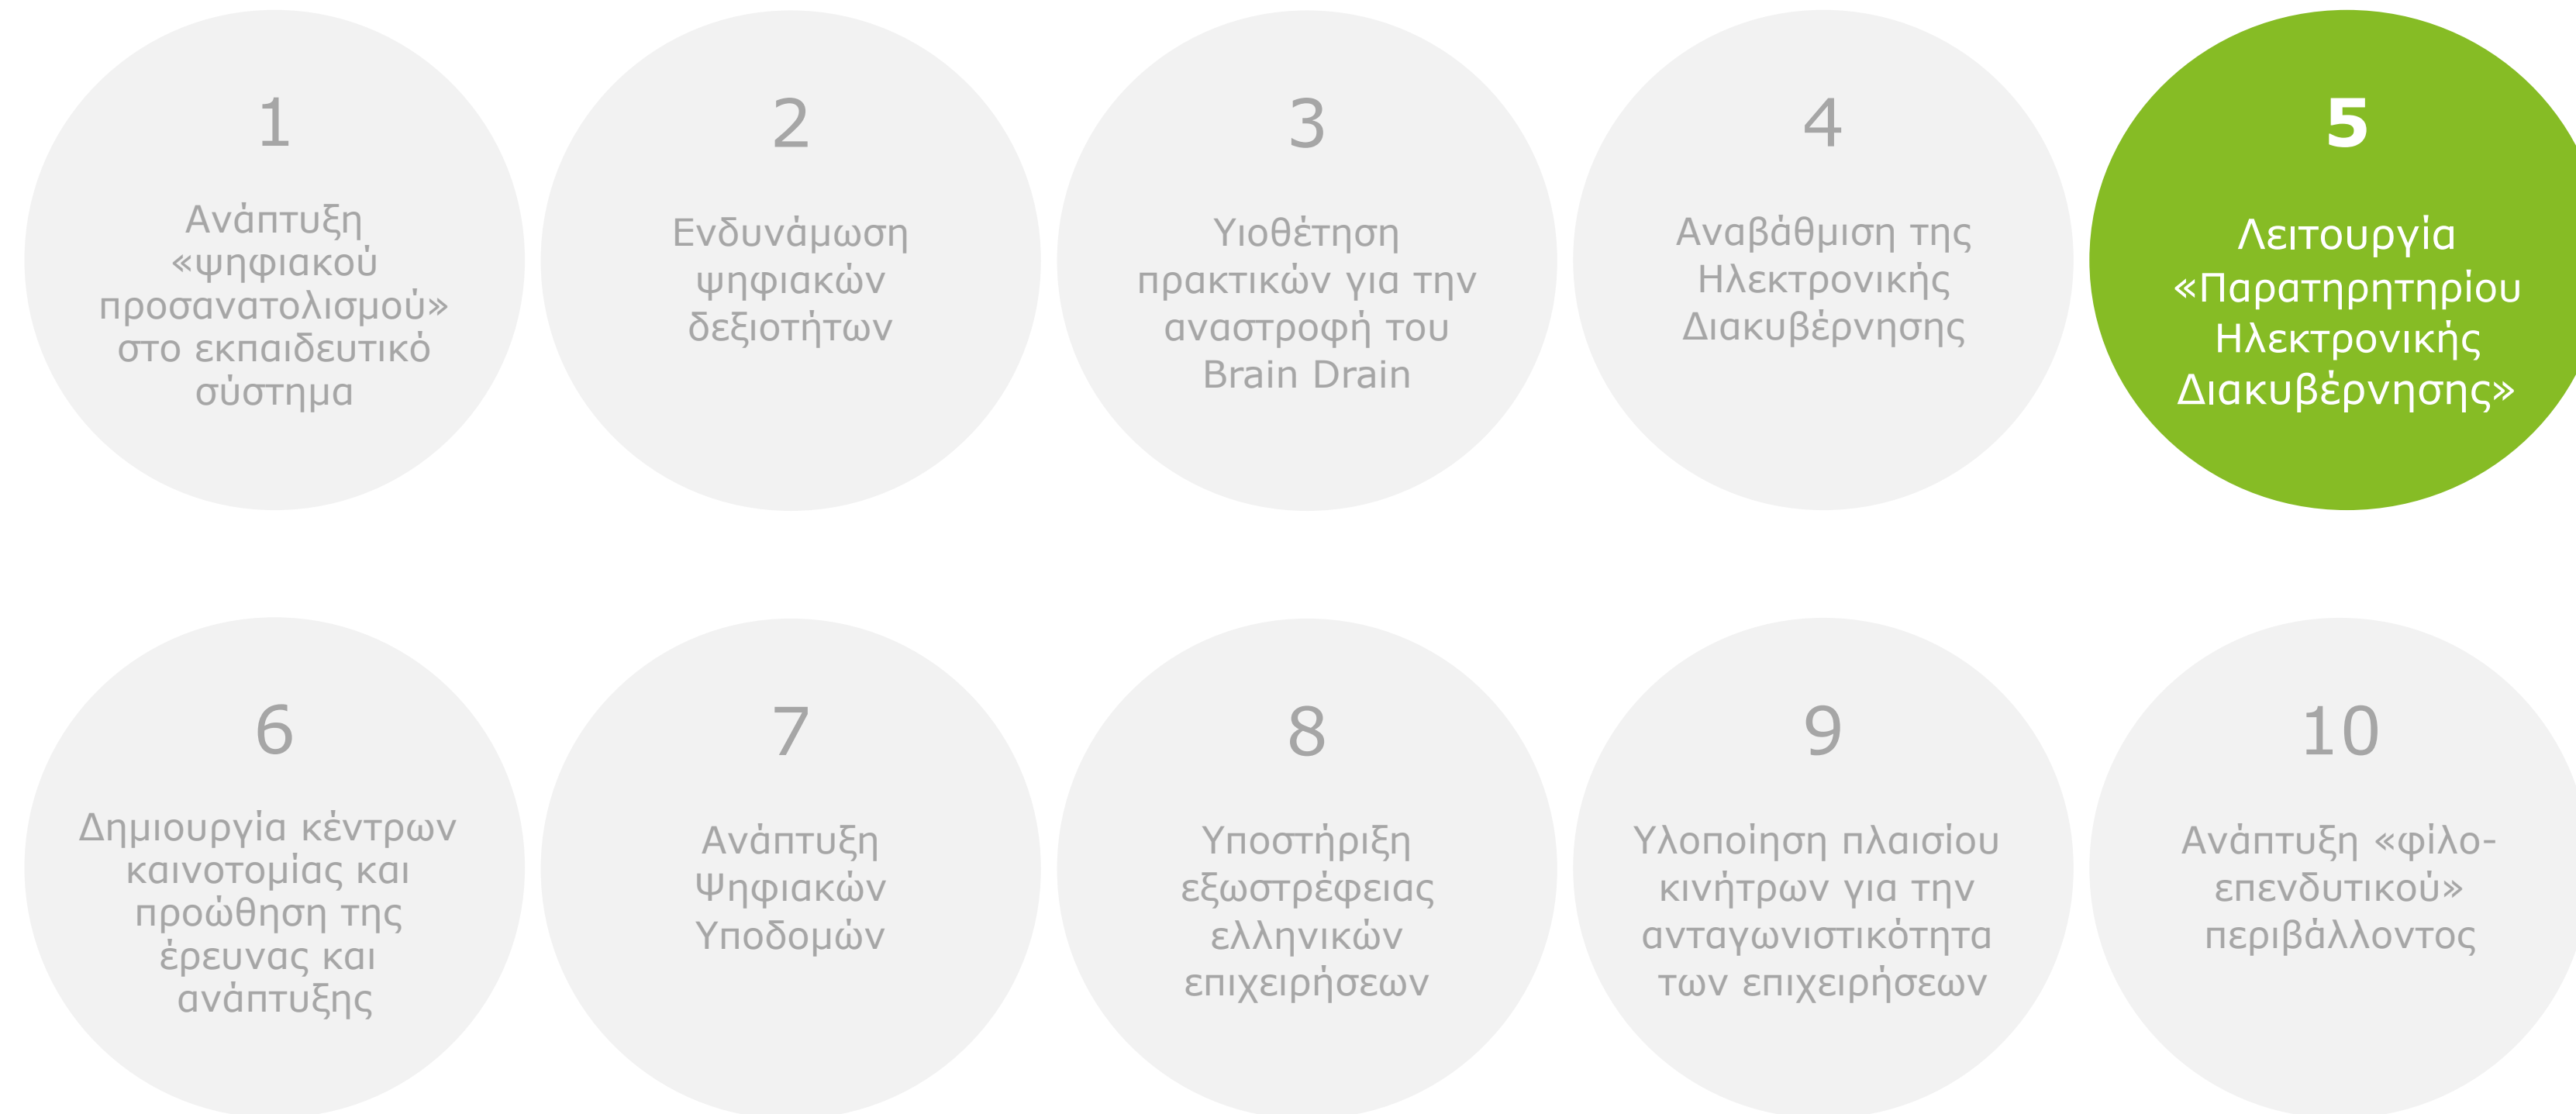 1
Ανάπτυξη
«ψηφιακού
προσανατολισμού»
στο εκπαιδευτικό
σύστημα
2
Ενδυνάμωση
ψηφιακών
δεξιοτήτων
3
Υιοθέτηση
πρακτικών για την
αναστροφή του
Brain Drain
4
Αναβάθμιση της
Ηλεκτρονικής
Διακυβέρνησης
5
Λειτουργία
«Παρατηρητηρίου
Ηλεκτρονικής
Διακυβέρνησης»
6
Δημιουργία κέντρων
καινοτομίας και
προώθηση της
έρευνας και
ανάπτυξης
7
Ανάπτυξη
Ψηφιακών
Υποδομών
8
Υποστήριξη
εξωστρέφειας
ελληνικών
επιχειρήσεων
9
Υλοποίηση πλαισίου
κινήτρων για την
ανταγωνιστικότητα
των επιχειρήσεων
10
Ανάπτυξη «φίλο-
επενδυτικού»
περιβάλλοντος